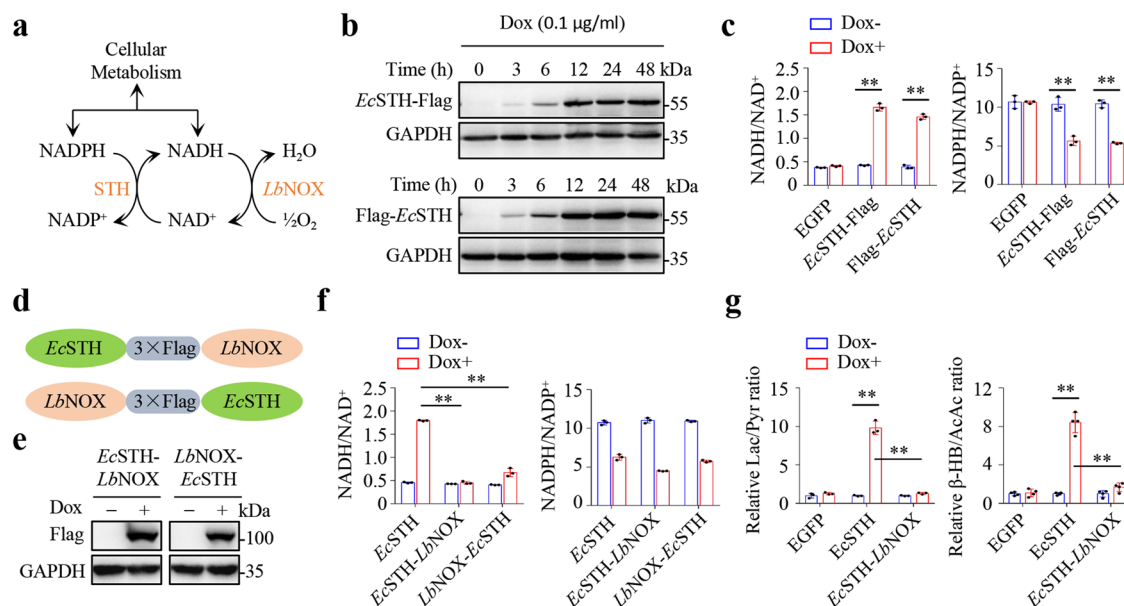 a
Cellular
Metabolism
NADPH
NADH
H₂O
STH
LbNOX
NADP⁺
NAD⁺
½O₂
b
Dox (0.1 μg/ml)
Time (h) 0 3 6 12 24 48 kDa
EcSTH-Flag -55
GAPDH -35
Time (h) 0 3 6 12 24 48 kDa
Flag-EcSTH -55
GAPDH -35
c
Dox-
Dox+
NADH/NAD⁺
2.5
2.0
1.5
1.0
0.5
0
** **
EGFP
EcSTH-Flag
Flag-EcSTH
NADPH/NADP⁺
15
10
5
0
** **
EGFP
EcSTH-Flag
Flag-EcSTH
d
EcSTH 3×Flag LbNOX
LbNOX 3×Flag EcSTH
e
EcSTH-
LbNOX
LbNOX-
EcSTH
Dox − + − + kDa
Flag -100
GAPDH -35
f
Dox-
Dox+
NADH/NAD⁺
2.5
2.0
1.5
1.0
0.5
0
**
**
EcSTH
EcSTH-LbNOX
LbNOX-EcSTH
NADPH/NADP⁺
15
10
5
0
EcSTH
EcSTH-LbNOX
LbNOX-EcSTH
g
Dox-
Dox+
Relative Lac/Pyr ratio
15
10
5
0
**
**
EGFP
EcSTH
EcSTH-LbNOX
Relative β-HB/AcAc ratio
12
8
4
0
**
**
EGFP
EcSTH
EcSTH-LbNOX